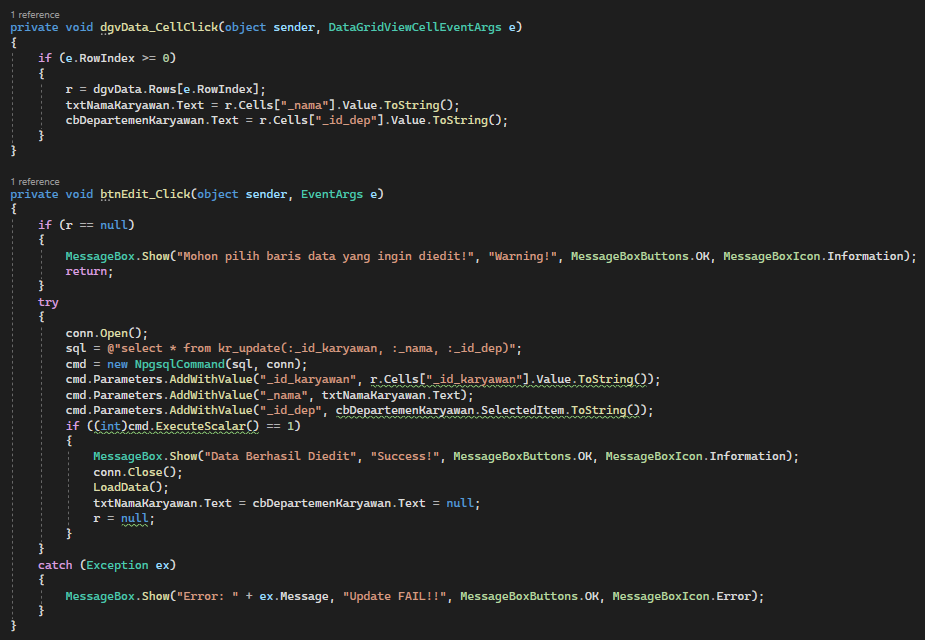 1 reference
private void dgvData_CellClick(object sender, DataGridViewCellEventArgs e)
{
    if (e.RowIndex >= 0)
    {
        r = dgvData.Rows[e.RowIndex];
        txtNamaKaryawan.Text = r.Cells["_nama"].Value.ToString();
        cbDepartemenKaryawan.Text = r.Cells["_id_dep"].Value.ToString();
    }
}
1 reference
private void btnEdit_Click(object sender, EventArgs e)
{
    if (r == null)
    {
        MessageBox.Show("Mohon pilih baris data yang ingin diedit!", "Warning!", MessageBoxButtons.OK, MessageBoxIcon.Information);
        return;
    }
    try
    {
        conn.Open();
        sql = @"select * from kr_update(:_id_karyawan, :_nama, :_id_dep)";
        cmd = new NpgsqlCommand(sql, conn);
        cmd.Parameters.AddWithValue("_id_karyawan", r.Cells["_id_karyawan"].Value.ToString());
        cmd.Parameters.AddWithValue("_nama", txtNamaKaryawan.Text);
        cmd.Parameters.AddWithValue("_id_dep", cbDepartemenKaryawan.SelectedItem.ToString());
        if ((int)cmd.ExecuteScalar() == 1)
        {
            MessageBox.Show("Data Berhasil Diedit", "Success!", MessageBoxButtons.OK, MessageBoxIcon.Information);
            conn.Close();
            LoadData();
            txtNamaKaryawan.Text = cbDepartemenKaryawan.Text = null;
            r = null;
        }
    }
    catch (Exception ex)
    {
        MessageBox.Show("Error: " + ex.Message, "Update FAIL!!", MessageBoxButtons.OK, MessageBoxIcon.Error);
    }
}